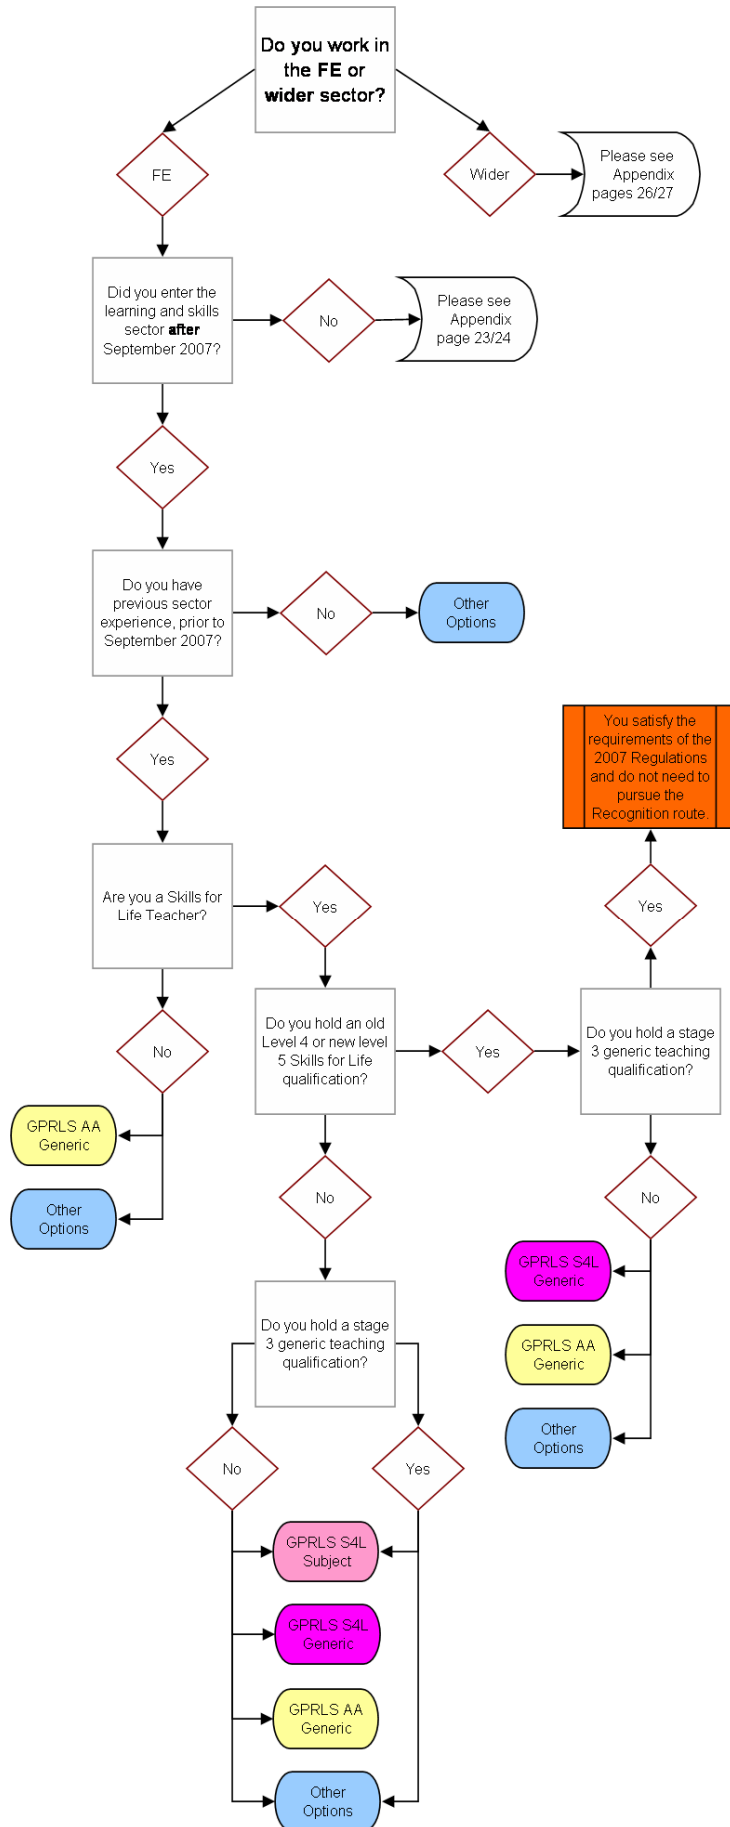 Do you work in
the FE or
wider sector?
FE
Wider
Please see
Appendix
pages 26/27
Did you enter the
learning and skills
sector after
September 2007?
No
Please see
Appendix
page 23/24
Yes
Do you have
previous sector
experience, prior to
September 2007?
No
Other
Options
Yes
You satisfy the
requirements of the
2007 Regulations
and do not need to
pursue the
Recognition route.
Are you a Skills for
Life Teacher?
Yes
Yes
No
Do you hold an old
Level 4 or new level
5 Skills for Life
qualification?
Yes
Do you hold a stage
3 generic teaching
qualification?
GPRLS AA
Generic
Other
Options
No
No
GPRLS S4L
Generic
GPRLS AA
Generic
Other
Options
Do you hold a stage
3 generic teaching
qualification?
No
Yes
GPRLS S4L
Subject
GPRLS S4L
Generic
GPRLS AA
Generic
Other
Options